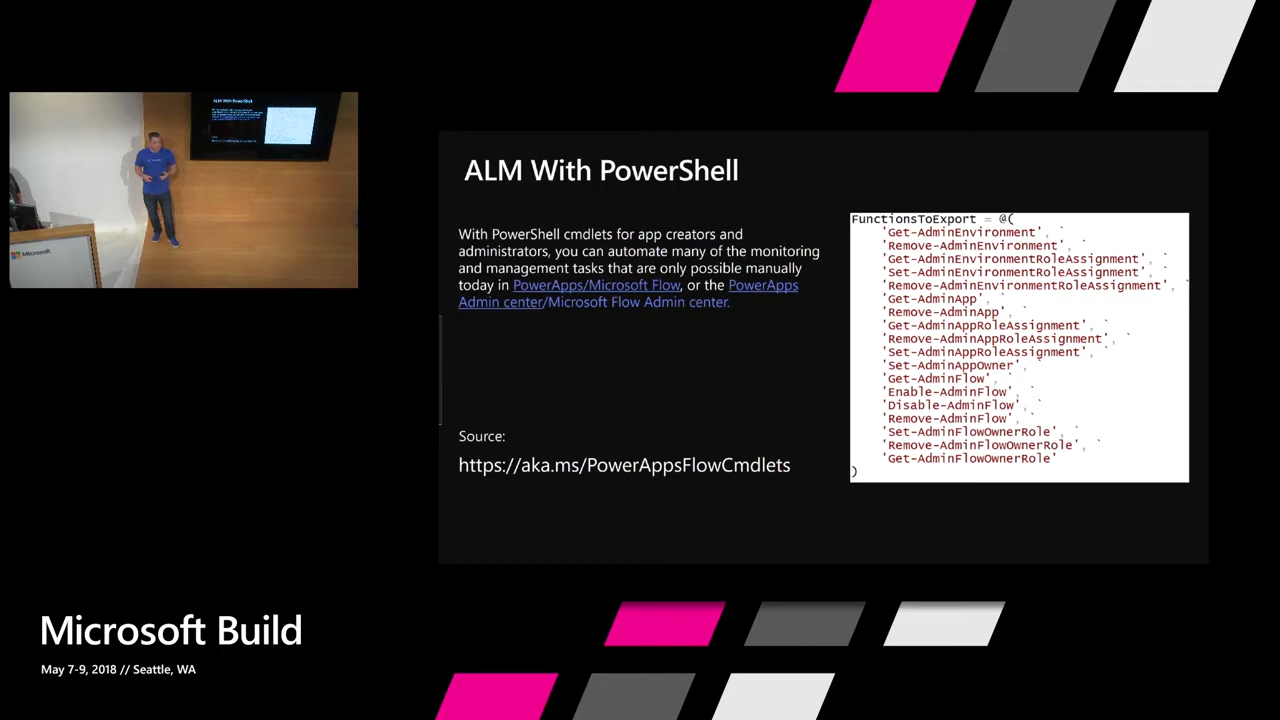 ALM With PowerShell
Microsoft
ALM With PowerShell
With PowerShell cmdlets for app creators and
administrators, you can automate many of the monitoring
and management tasks that are only possible manually
today in PowerApps/Microsoft Flow, or the PowerApps
Admin center/Microsoft Flow Admin center.
Source:
https://aka.ms/PowerAppsFlowCmdlets
FunctionsToExport = @(
'Get-AdminEnvironment', `
'Remove-AdminEnvironment', `
'Get-AdminEnvironmentRoleAssignment', `
'Set-AdminEnvironmentRoleAssignment', `
'Remove-AdminEnvironmentRoleAssignment', `
'Get-AdminApp', `
'Remove-AdminApp', `
'Get-AdminAppRoleAssignment', `
'Remove-AdminAppRoleAssignment', `
'Set-AdminAppRoleAssignment', `
'Set-AdminAppOwner', `
'Get-AdminFlow', `
'Enable-AdminFlow', `
'Disable-AdminFlow', `
'Remove-AdminFlow', `
'Set-AdminFlowOwnerRole', `
'Remove-AdminFlowOwnerRole', `
'Get-AdminFlowOwnerRole'
)
Microsoft Build
May 7-9, 2018 // Seattle, WA